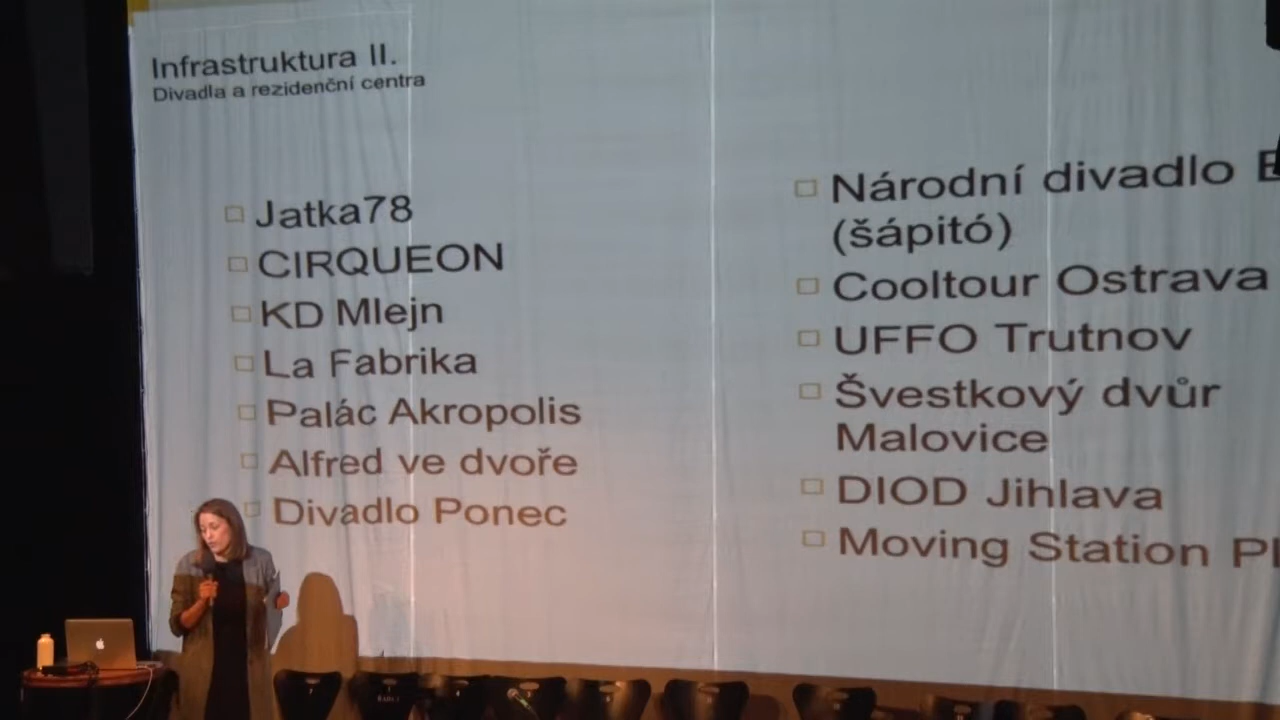 Infrastruktura II.
Divadla a rezidenční centra
Jatka78
CIRQUEON
KD Mlejn
La Fabrika
Palác Akropolis
Alfred ve dvoře
Divadlo Ponec
Národní divadlo
(šápitó)
Cooltour Ostrava
UFFO Trutnov
Švestkový dvůr
Malovice
DIOD Jihlava
Moving Station